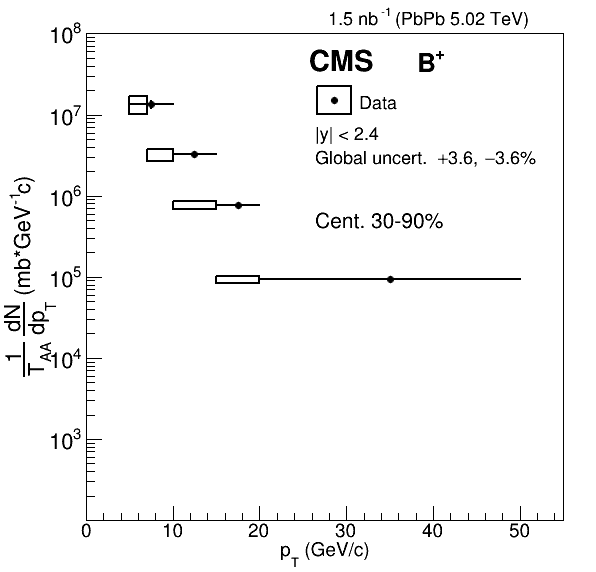 1.5 nb⁻¹ (PbPb 5.02 TeV)
CMS B⁺
Data
|y| < 2.4
Global uncert. +3.6, −3.6%
Cent. 30-90%
10⁸
10⁷
10⁶
10⁵
10⁴
10³
1/T_AA dN/dp_T (mb*GeV⁻¹c)
0 10 20 30 40 50
p_T (GeV/c)